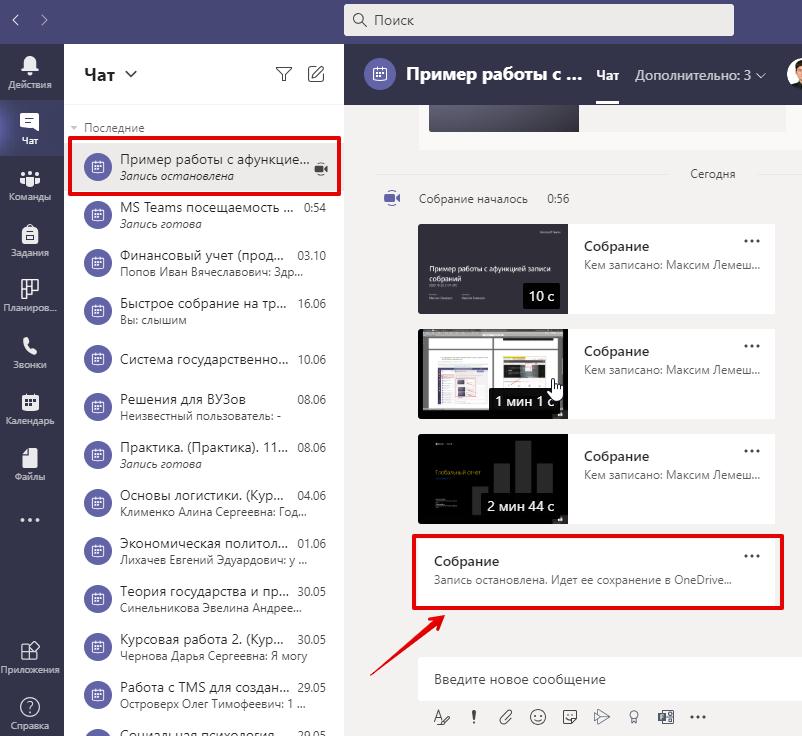 Поиск
Действия
Чат
Команды
Задания
Планиров...
Звонки
Календарь
Файлы
Приложения
Справка
Чат
Последние
Пример работы с афункцие...
Запись остановлена
MS Teams посещаемость ... 0:54
Запись готова
Финансовый учет (прод... 03.10
Попов Иван Вячеславович: Здр...
Быстрое собрание на тр... 16.06
Вы: слышим
Система государственно... 10.06
Решения для ВУЗов 08.06
Неизвестный пользователь: -
Практика. (Практика). 11... 08.06
Запись готова
Основы логистики. (Кур... 04.06
Клименко Алина Сергеевна: Год...
Экономическая политол... 01.06
Лихачев Евгений Эдуардович: у ...
Теория государства и пр... 30.05
Синельникова Эвелина Андрее...
Курсовая работа 2. (Кур... 30.05
Чернова Дарья Сергеевна: Я могу
Работа с TMS для создан... 29.05
Островерх Олег Тимофеевич: 1 ...
Социальная психология 29.05
Пример работы с ... Чат Дополнительно: 3
Сегодня
Собрание началось 0:56
Пример работы с афункцией записи
собраний
10 с
Собрание
Кем записано: Максим Лемеш...
1 мин 1 с
Собрание
Кем записано: Максим Лемеш...
Глобальный отчет
2 мин 44 с
Собрание
Кем записано: Максим Лемеш...
Собрание
Запись остановлена. Идет ее сохранение в OneDrive...
Введите новое сообщение